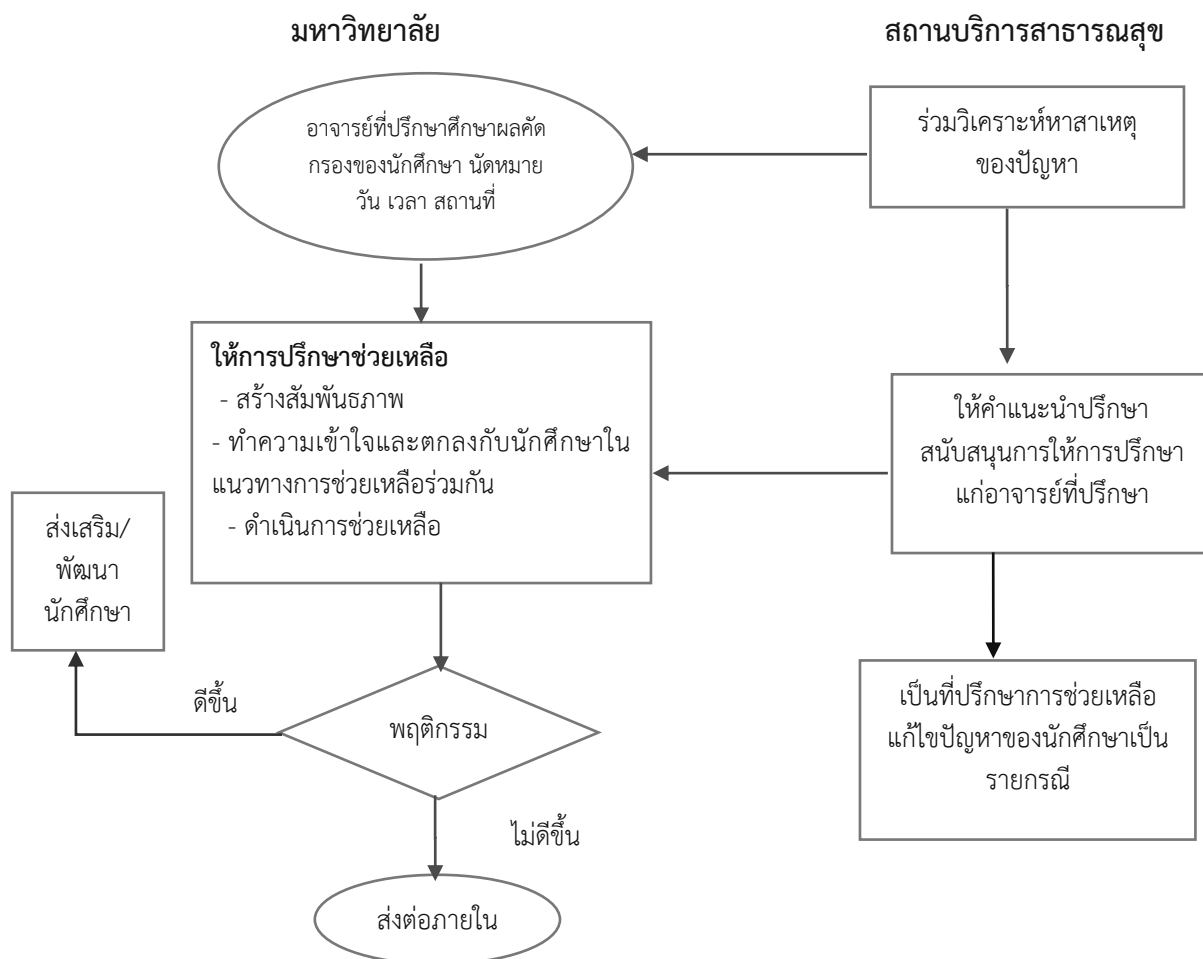 มหาวิทยาลัย
สถานบริการสาธารณสุข
อาจารย์ที่ปรึกษาศึกษาผลคัด
กรองของนักศึกษา นัดหมาย
วัน เวลา สถานที่
ร่วมวิเคราะห์หาสาเหตุ
ของปัญหา
ให้การปรึกษาช่วยเหลือ
- สร้างสัมพันธภาพ
- ทำความเข้าใจและตกลงกับนักศึกษาใน
แนวทางการช่วยเหลือร่วมกัน
- ดำเนินการช่วยเหลือ
ให้คำแนะนำปรึกษา
สนับสนุนการให้การปรึกษา
แก่อาจารย์ที่ปรึกษา
ส่งเสริม/
พัฒนา
นักศึกษา
ดีขึ้น
พฤติกรรม
ไม่ดีขึ้น
เป็นที่ปรึกษาการช่วยเหลือ
แก้ไขปัญหาของนักศึกษาเป็น
รายกรณี
ส่งต่อภายใน